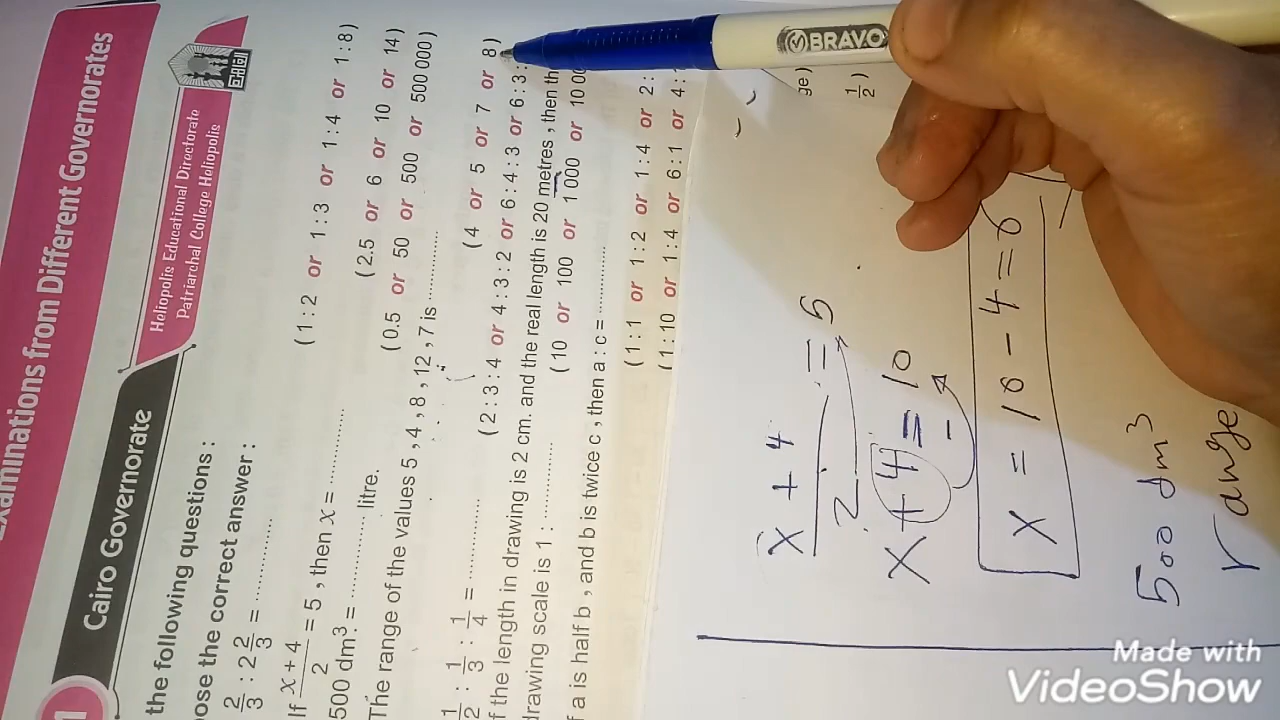 Examinations from Different Governorates
Cairo Governorate
Heliopolis Educational Directorate
Patriarchal College Heliopolis
the following questions :
ose the correct answer :
2/3 : 2 2/3 = ............
(1 : 2 or 1 : 3 or 1 : 4 or 1 : 8)
If x + 4 / 2 = 5 , then x = ............
(2.5 or 6 or 10 or 14)
500 dm³ = ............ litre.
(0.5 or 50 or 500 or 500 000)
The range of the values 5 , 4 , 8 , 12 , 7 is ............
(4 or 5 or 7 or 8)
1/2 : 1/3 : 1/4 = ............
(2 : 3 : 4 or 4 : 3 : 2 or 6 : 4 : 3 or 6 : 3 :
f the length in drawing is 2 cm. and the real length is 20 metres , then th
drawing scale is 1 : ............
(10 or 100 or 1 000 or 10 00
f a is half b , and b is twice c , then a : c = ............
(1 : 1 or 1 : 2 or 1 : 4 or 2 :
(1 : 10 or 1 : 4 or 6 : 1 or 4 :
ge)
1/2 )
x + 4 / 2 = 5
x + 4 = 10
x = 10 - 4 = 6
500 dm³
range
BRAVO
Made with
VideoShow